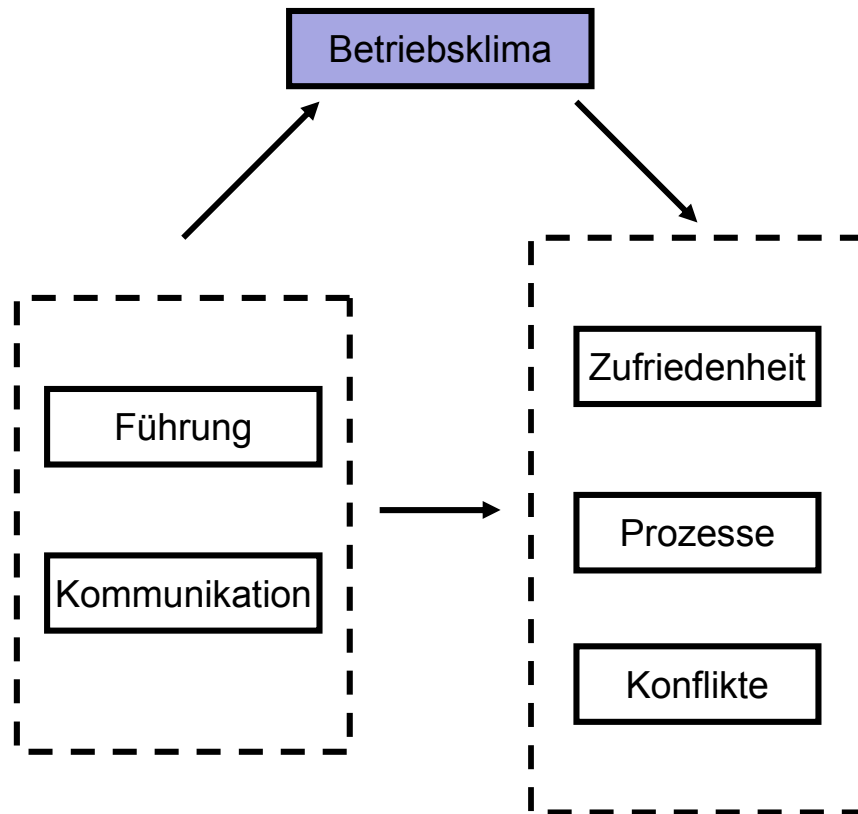 Betriebsklima
Führung
Kommunikation
Zufriedenheit
Prozesse
Konflikte